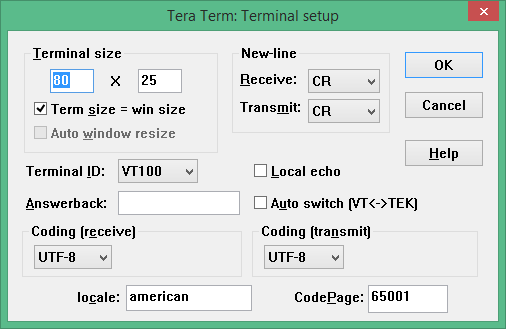 Tera Term: Terminal setup
Terminal size
80 X 25
Term size = win size
Auto window resize
New-line
Receive: CR
Transmit: CR
OK
Cancel
Help
Terminal ID: VT100
Local echo
Answerback:
Auto switch (VT<->TEK)
Coding (receive)
UTF-8
Coding (transmit)
UTF-8
locale: american
CodePage: 65001